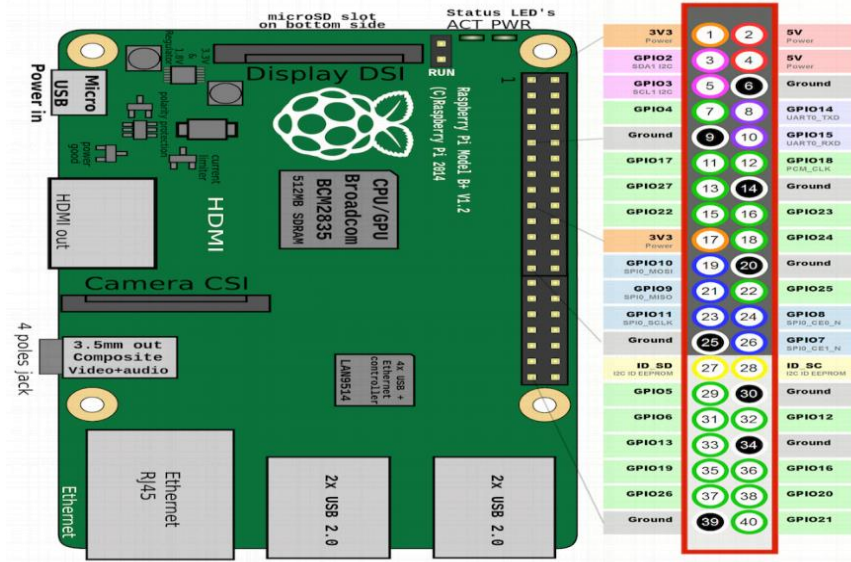 microSD slot
on bottom side
Status LED's
ACT PWR
RUN
1
Display DSI
3.3V
&
1.8V
Regulator
Micro
USB
Power in
polarity protection
power
good
current
limiter
Raspberry Pi Model B+ V1.2
(C)Raspberry Pi 2014
CPU/GPU
Broadcom
BCM2835
512MB SDRAM
HDMI
HDMI out
Camera CSI
4 poles jack
3.5mm out
Composite
Video+audio
4x USB +
Ethernet
controller
LAN9514
Ethernet
RJ45
Ethernet
2x USB 2.0
2x USB 2.0
3V3 1 2 5V
Power Power
GPIO2 3 4 5V
SDA1 I2C Power
GPIO3 5 6 Ground
SCL1 I2C
GPIO4 7 8 GPIO14
UART0_TXD
Ground 9 10 GPIO15
UART0_RXD
GPIO17 11 12 GPIO18
PCM_CLK
GPIO27 13 14 Ground
GPIO22 15 16 GPIO23
3V3 17 18 GPIO24
Power
GPIO10 19 20 Ground
SPI0_MOSI
GPIO9 21 22 GPIO25
SPI0_MISO
GPIO11 23 24 GPIO8
SPI0_SCLK SPI0_CE0_N
Ground 25 26 GPIO7
SPI0_CE1_N
ID_SD 27 28 ID_SC
I2C ID EEPROM I2C ID EEPROM
GPIO5 29 30 Ground
GPIO6 31 32 GPIO12
GPIO13 33 34 Ground
GPIO19 35 36 GPIO16
GPIO26 37 38 GPIO20
Ground 39 40 GPIO21